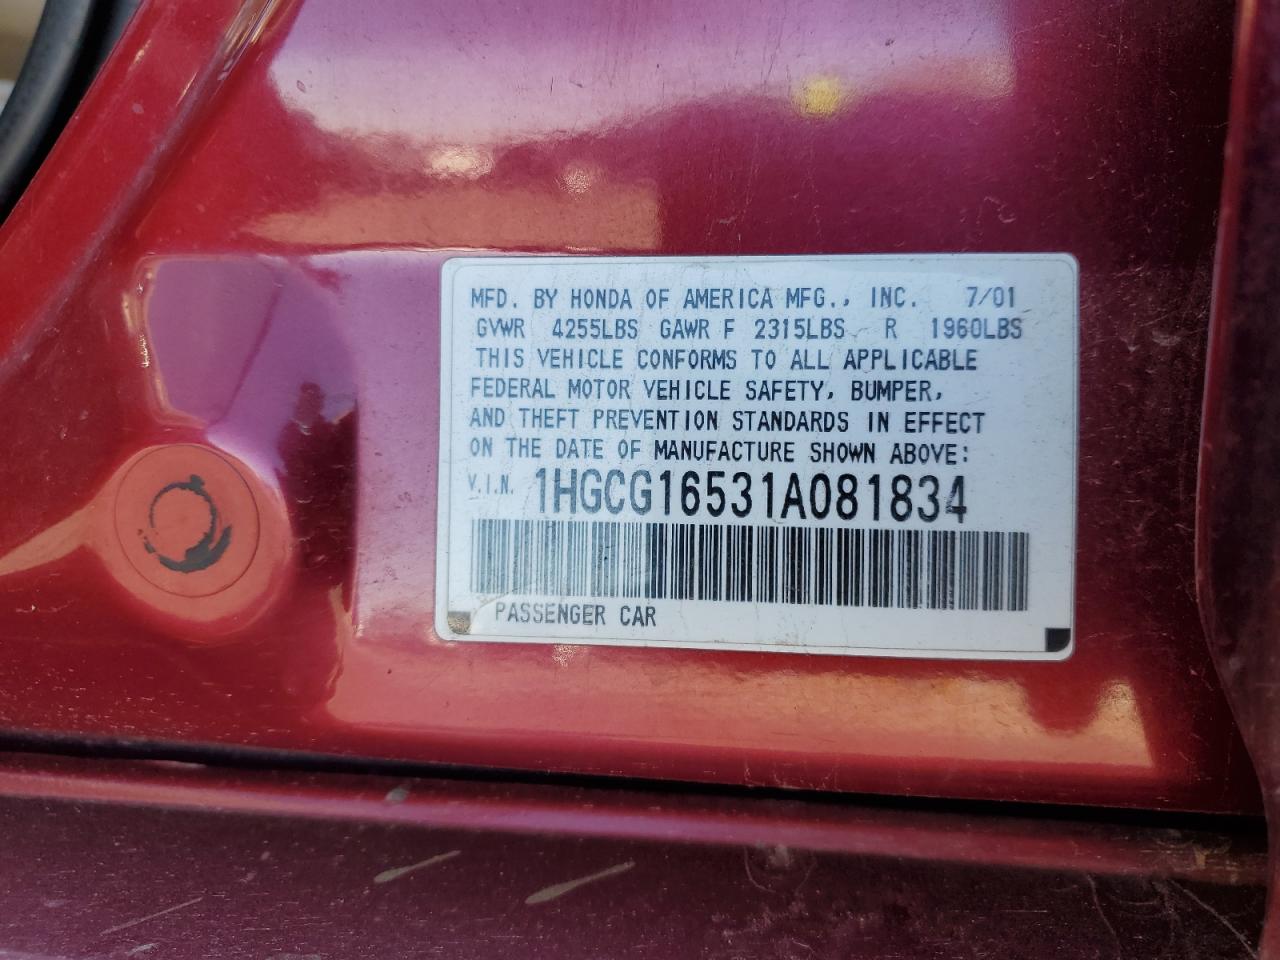 MFD. BY HONDA OF AMERICA MFG., INC. 7/01
GVWR 4255LBS GAWR F 2315LBS R 1960LBS
THIS VEHICLE CONFORMS TO ALL APPLICABLE
FEDERAL MOTOR VEHICLE SAFETY, BUMPER,
AND THEFT PREVENTION STANDARDS IN EFFECT
ON THE DATE OF MANUFACTURE SHOWN ABOVE:
V.I.N. 1HGCG16531A081834
PASSENGER CAR